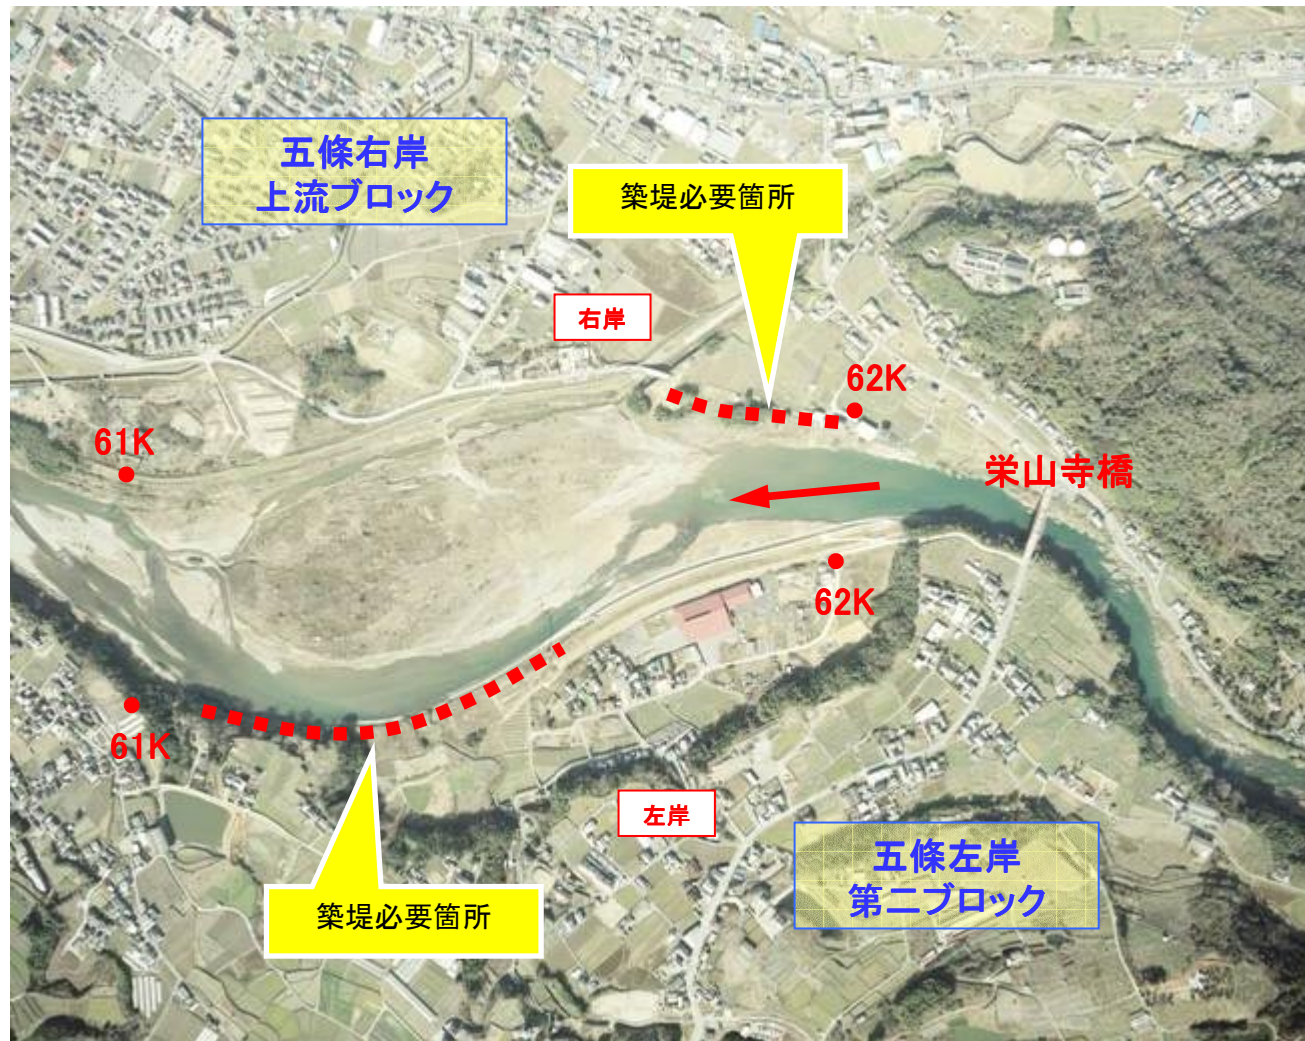 五條右岸
上流ブロック
築堤必要箇所
右岸
62K
61K
栄山寺橋
62K
61K
左岸
五條左岸
第二ブロック
築堤必要箇所